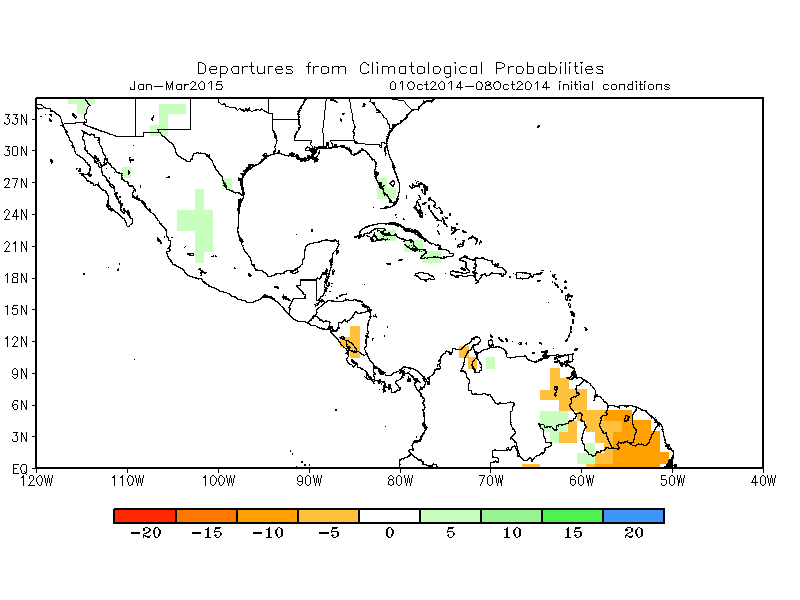 Departures from Climatological Probabilities
Jan-Mar2015 01Oct2014-08Oct2014 initial conditions
33N
30N
27N
24N
21N
18N
15N
12N
9N
6N
3N
EQ
120W 110W 100W 90W 80W 70W 60W 50W 40W
-20 -15 -10 -5 0 5 10 15 20